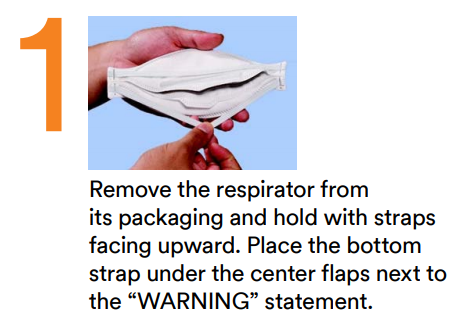 1
Remove the respirator from
its packaging and hold with straps
facing upward. Place the bottom
strap under the center flaps next to
the “WARNING” statement.